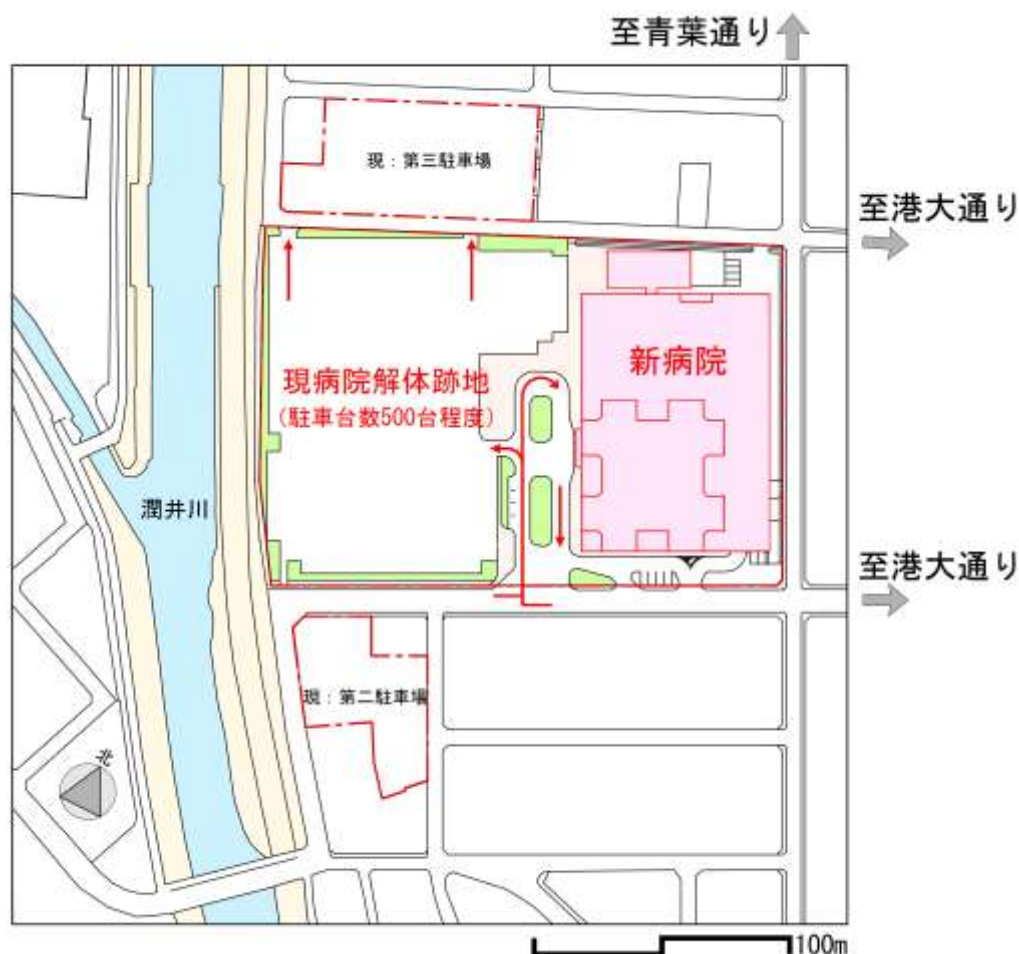 至青葉通り
現：第三駐車場
至港大通り
新病院
現病院解体跡地
(駐車台数500台程度)
潤井川
至港大通り
現：第二駐車場
北
100m